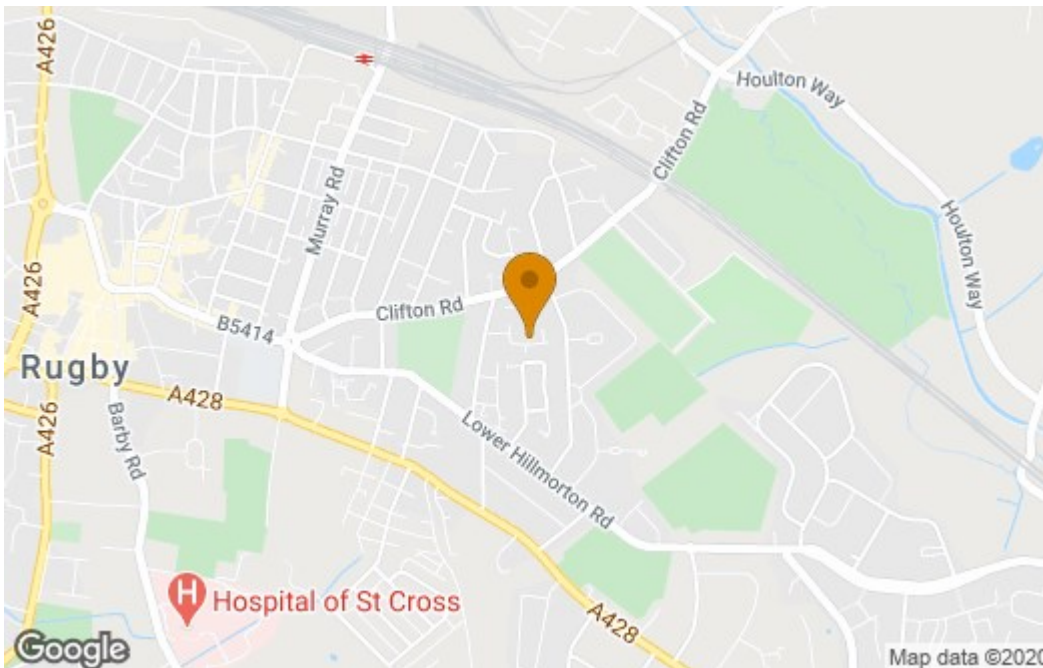 A426
Houlton Way
Clifton Rd
Murray Rd
Houlton Way
A426
Clifton Rd
B5414
Rugby
A428
Barby Rd
A426
Lower Hillmorton Rd
H
Hospital of St Cross
A428
Google
Map data ©2020